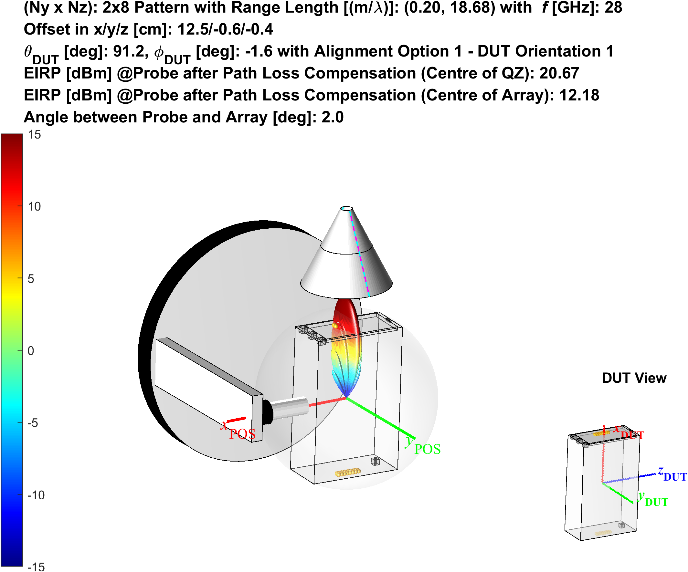 (Ny x Nz): 2x8 Pattern with Range Length [(m/λ)]: (0.20, 18.68) with f [GHz]: 28
Offset in x/y/z [cm]: 12.5/-0.6/-0.4
θDUT [deg]: 91.2, ϕDUT [deg]: -1.6 with Alignment Option 1 - DUT Orientation 1
EIRP [dBm] @Probe after Path Loss Compensation (Centre of QZ): 20.67
EIRP [dBm] @Probe after Path Loss Compensation (Centre of Array): 12.18
Angle between Probe and Array [deg]: 2.0
15
10
5
0
-5
-10
-15
xPOS
yPOS
DUT View
xDUT
zDUT
yDUT